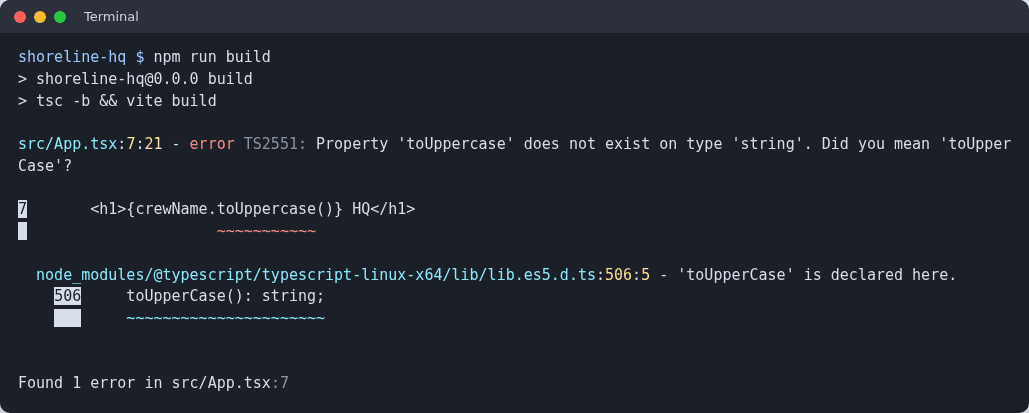 Terminal
shoreline-hq $ npm run build
> shoreline-hq@0.0.0 build
> tsc -b && vite build
src/App.tsx:7:21 - error TS2551: Property 'toUppercase' does not exist on type 'string'. Did you mean 'toUpper
Case'?
7       <h1>{crewName.toUppercase()} HQ</h1>
~~~~~~~~~~~
node_modules/@typescript/typescript-linux-x64/lib/lib.es5.d.ts:506:5 - 'toUpperCase' is declared here.
506     toUpperCase(): string;
~~~~~~~~~~~~~~~~~~~~~~
Found 1 error in src/App.tsx:7